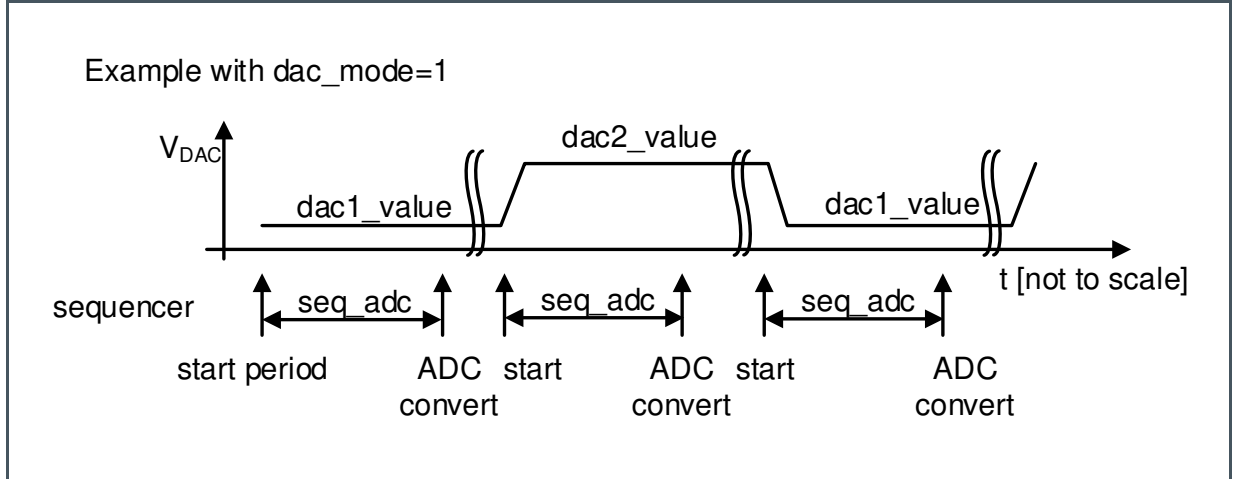 Example with dac_mode=1
V_DAC
dac2_value
dac1_value
dac1_value
t [not to scale]
sequencer
seq_adc
seq_adc
seq_adc
start period
ADC convert
start
ADC convert
start
ADC convert